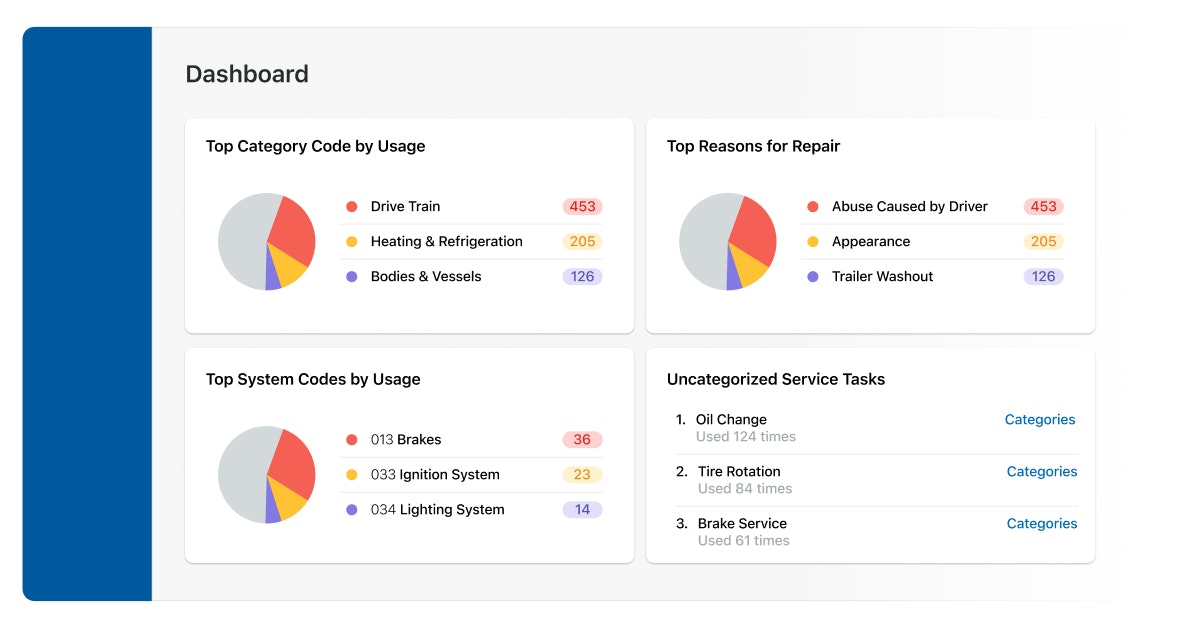 Dashboard
Top Category Code by Usage
Drive Train 453
Heating & Refrigeration 205
Bodies & Vessels 126
Top Reasons for Repair
Abuse Caused by Driver 453
Appearance 205
Trailer Washout 126
Top System Codes by Usage
013 Brakes 36
033 Ignition System 23
034 Lighting System 14
Uncategorized Service Tasks
1. Oil Change Categories
Used 124 times
2. Tire Rotation Categories
Used 84 times
3. Brake Service Categories
Used 61 times